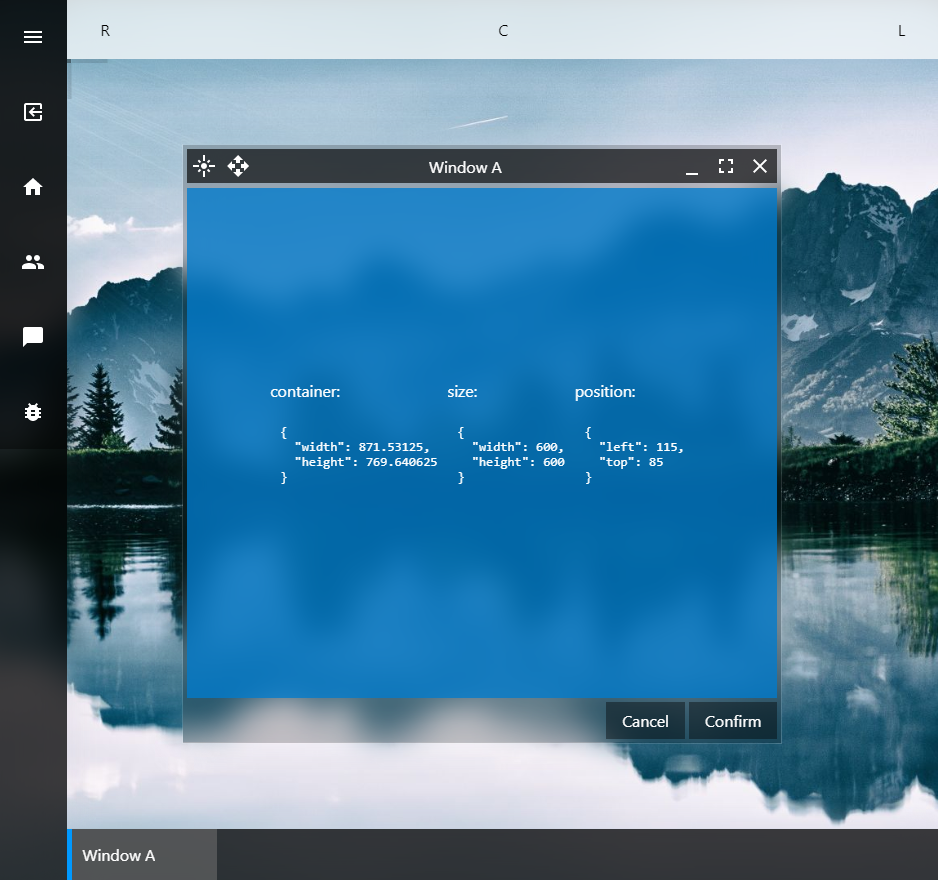 R C L
Window A
container: size: position:
{ { {
"width": 871.53125, "width": 600, "left": 115,
"height": 769.640625 "height": 600 "top": 85
} } }
Cancel Confirm
Window A